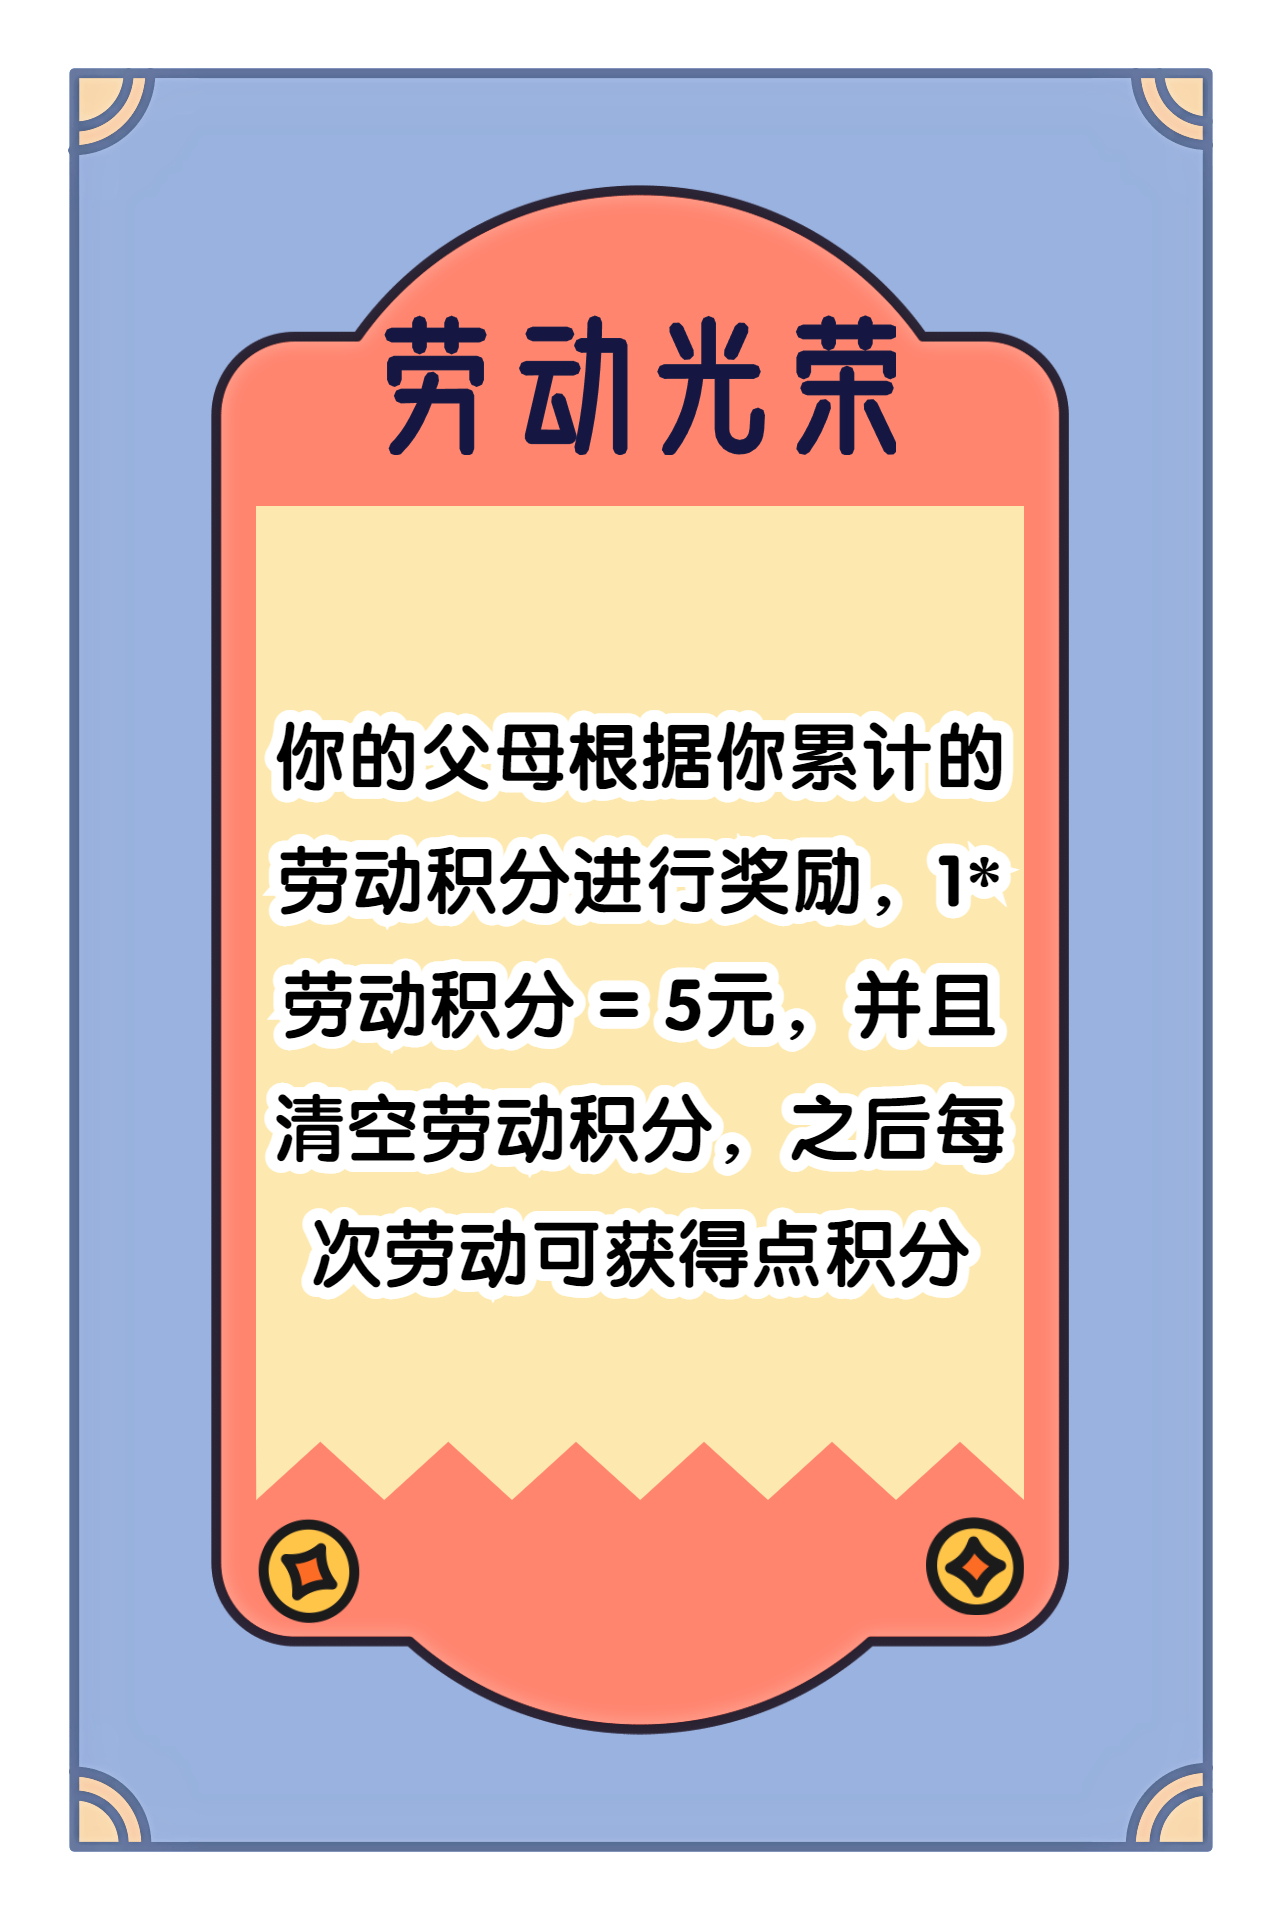 劳动光荣
你的父母根据你累计的
劳动积分进行奖励，1*
劳动积分 = 5元，并且
清空劳动积分，之后每
次劳动可获得点积分